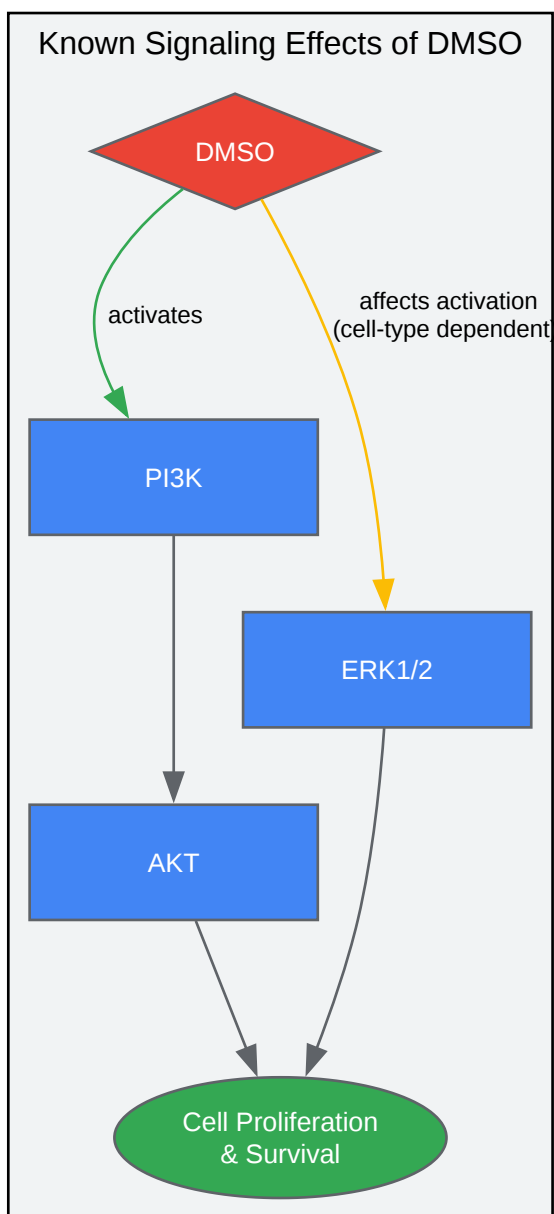 Known Signaling Effects of DMSO
DMSO
activates
affects activation
(cell-type dependent)
PI3K
ERK1/2
AKT
Cell Proliferation
& Survival